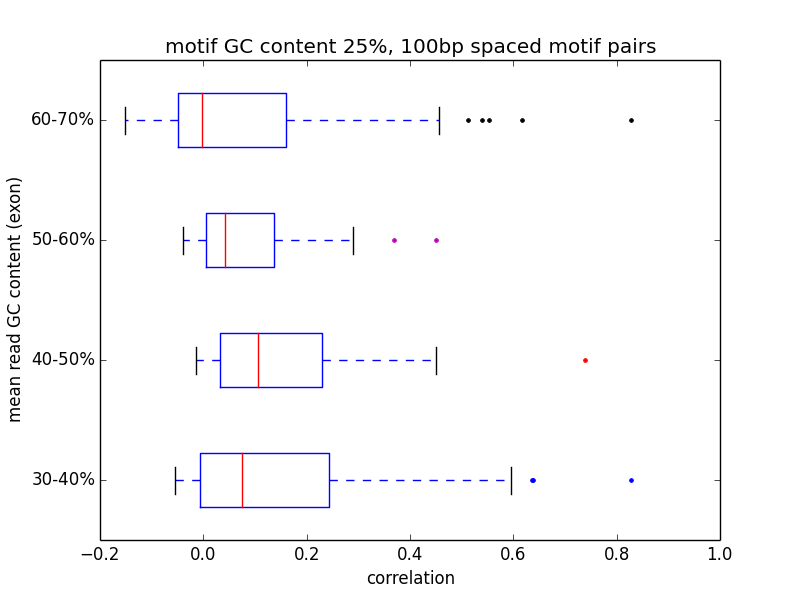 motif GC content 25%, 100bp spaced motif pairs
mean read GC content (exon)
60-70%
50-60%
40-50%
30-40%
−0.2 0.0 0.2 0.4 0.6 0.8 1.0
correlation